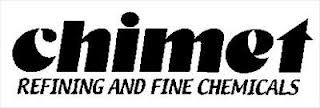 chimet
REFINING AND FINE CHEMICALS